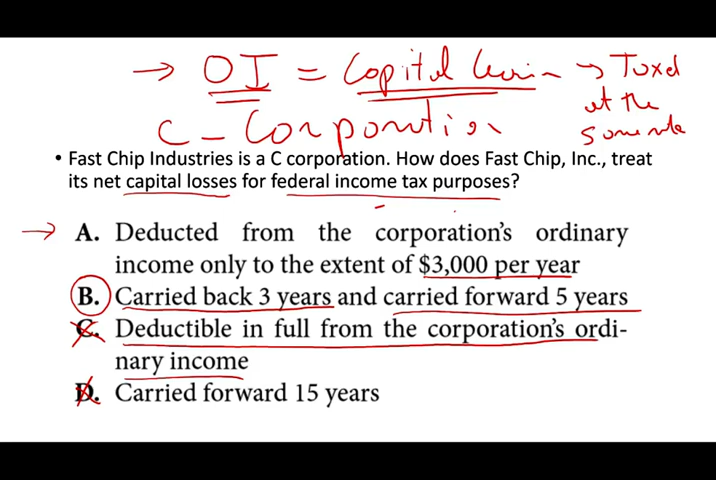 → OI = Capital Gain → Taxed
at the
same rate
C - Corporation
• Fast Chip Industries is a C corporation. How does Fast Chip, Inc., treat
its net capital losses for federal income tax purposes?
→ A. Deducted from the corporation's ordinary
income only to the extent of $3,000 per year
B. Carried back 3 years and carried forward 5 years
C. Deductible in full from the corporation's ordi-
nary income
D. Carried forward 15 years